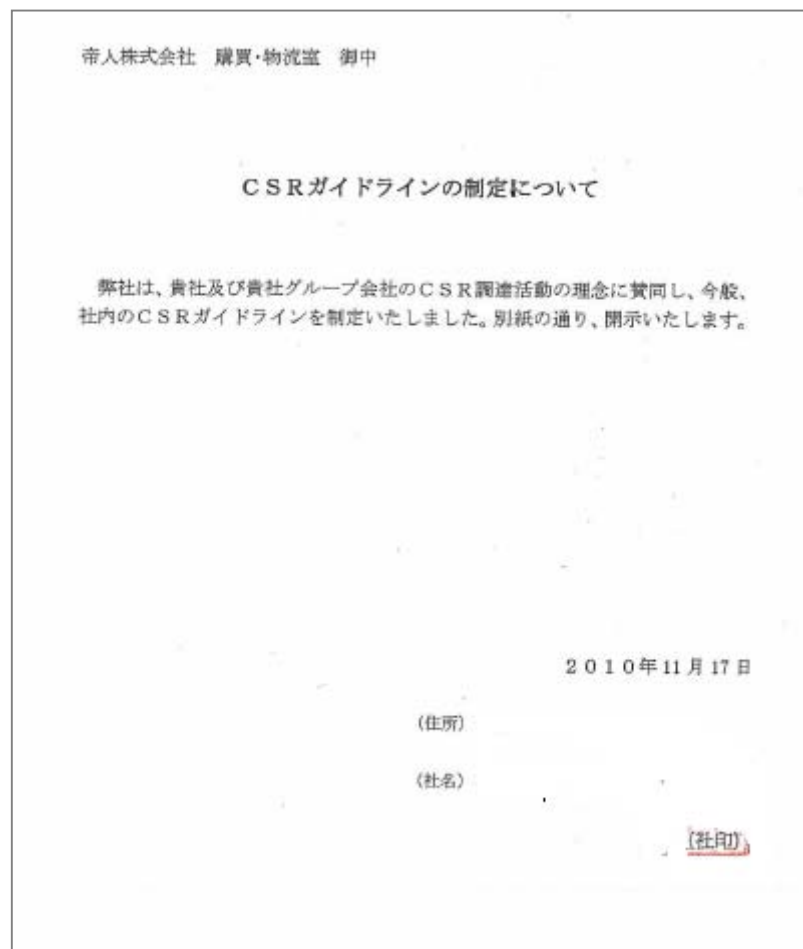 帝人株式会社 購買・物流室 御中
CSRガイドラインの制定について
弊社は、貴社及び貴社グループ会社のCSR調達活動の理念に賛同し、今般、
社内のCSRガイドラインを制定いたしました。別紙の通り、開示いたします。
2010年11月17日
(住所)
(社名)
(社印)